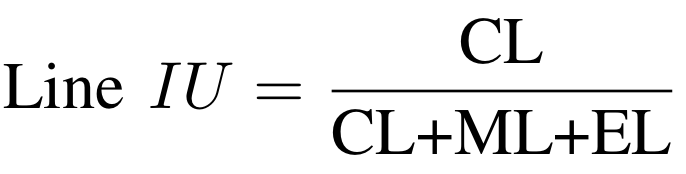 Line IU = CL / CL+ML+EL